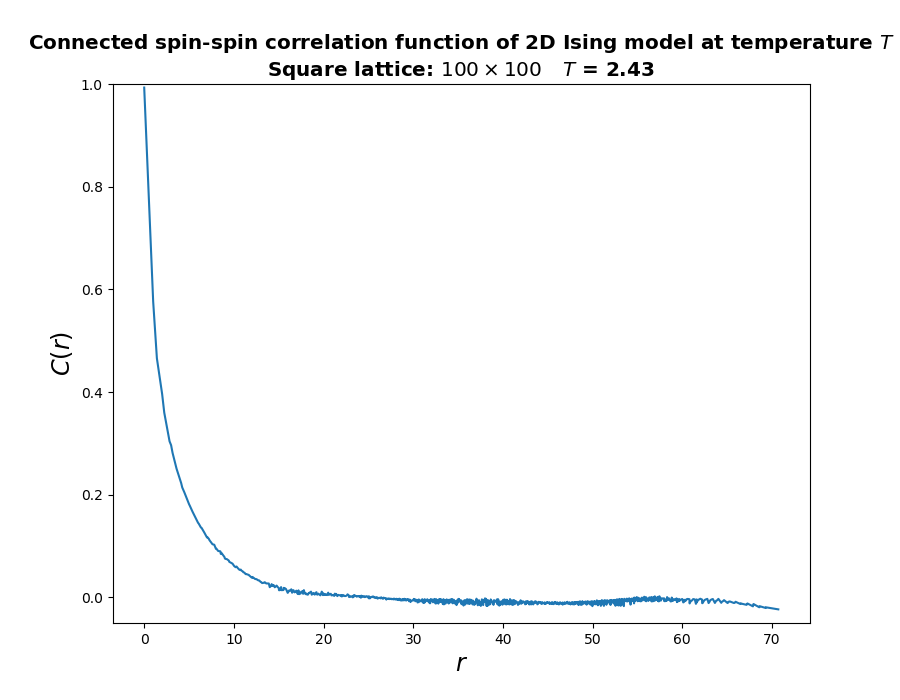 Connected spin-spin correlation function of 2D Ising model at temperature T
Square lattice: 100 × 100 T = 2.43
1.0
0.8
0.6
0.4
0.2
0.0
C(r)
0 10 20 30 40 50 60 70
r